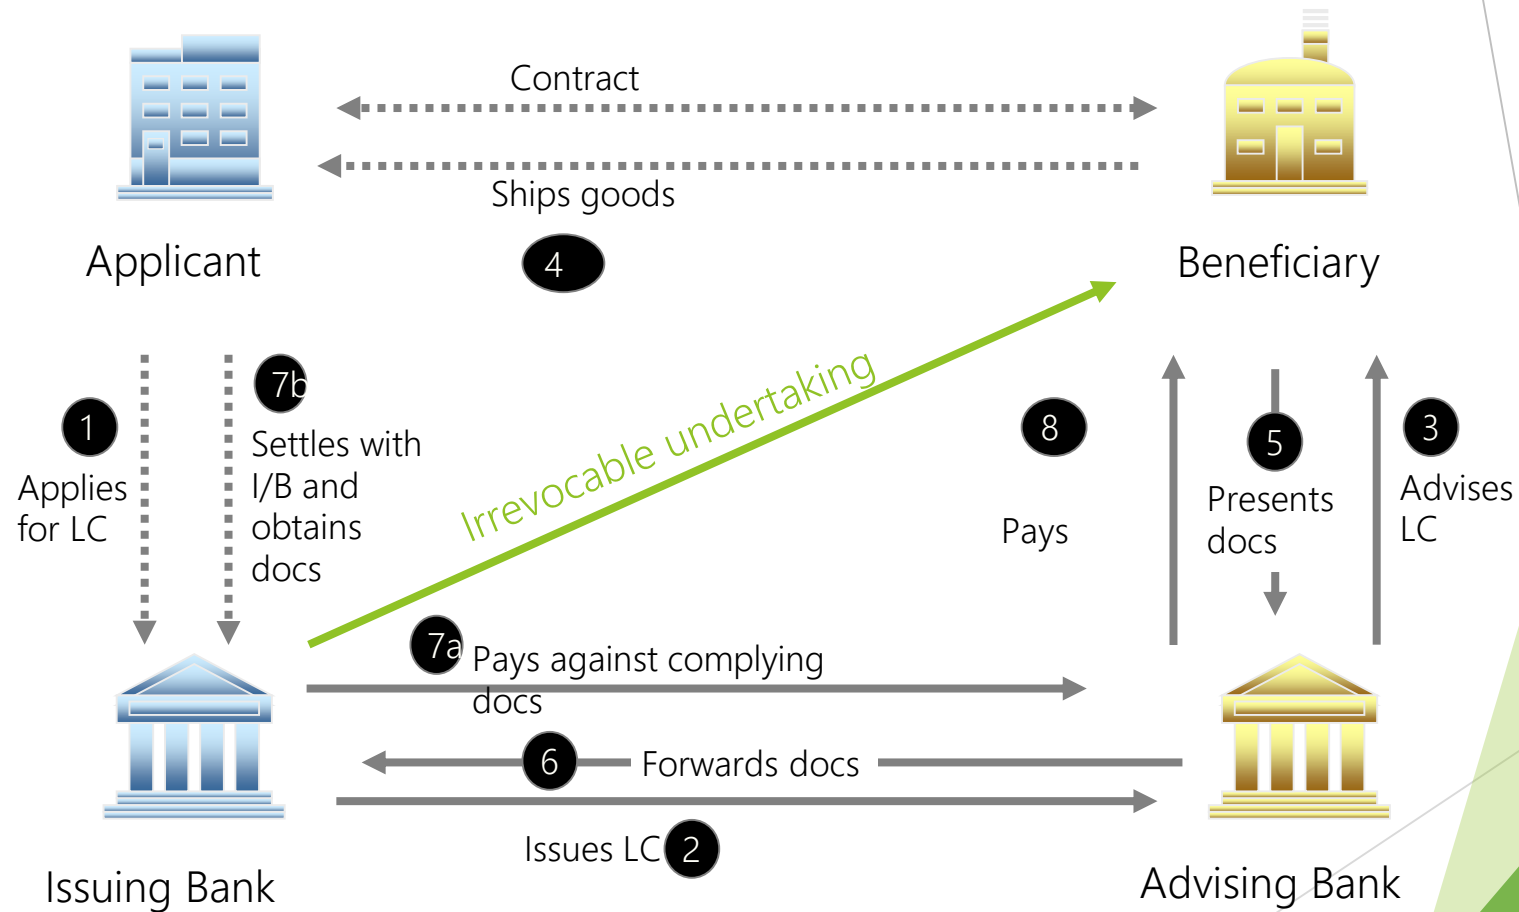 Contract
Ships goods
4
Applicant
Beneficiary
1
Applies
for LC
7b
Settles with
I/B and
obtains
docs
Irrevocable undertaking
8
Pays
5
Presents
docs
3
Advises
LC
7a
Pays against complying
docs
6
Forwards docs
Issues LC
2
Issuing Bank
Advising Bank